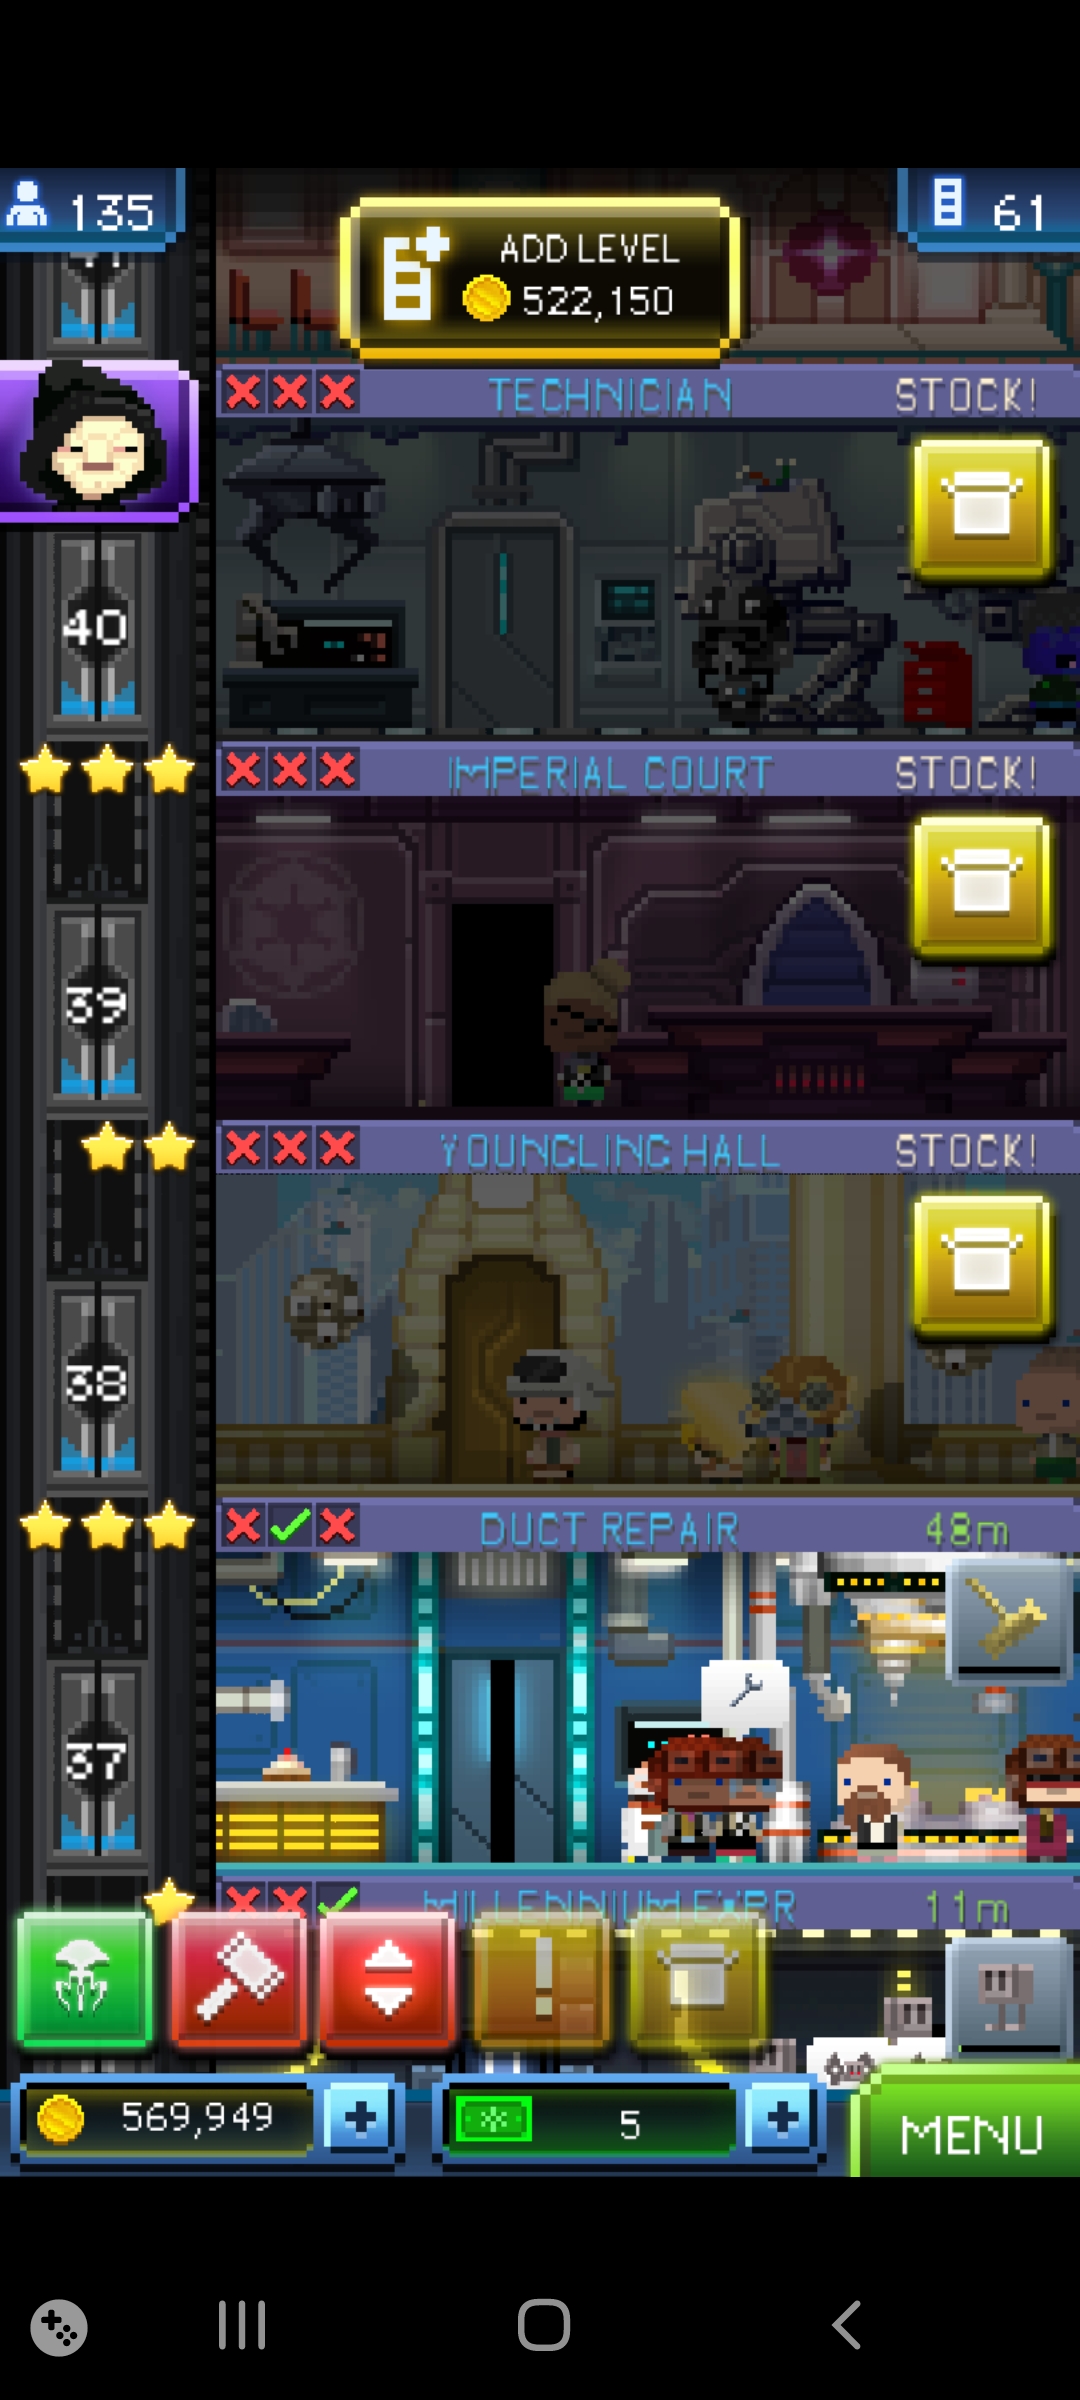 135
ADD LEVEL
522,150
61
TECHNICIAN
STOCK!
40
IMPERIAL COURT
STOCK!
39
YOUNGLING HALL
STOCK!
38
DUCT REPAIR
48m
37
MILLENNIUM EXPR
11m
569,949
5
MENU